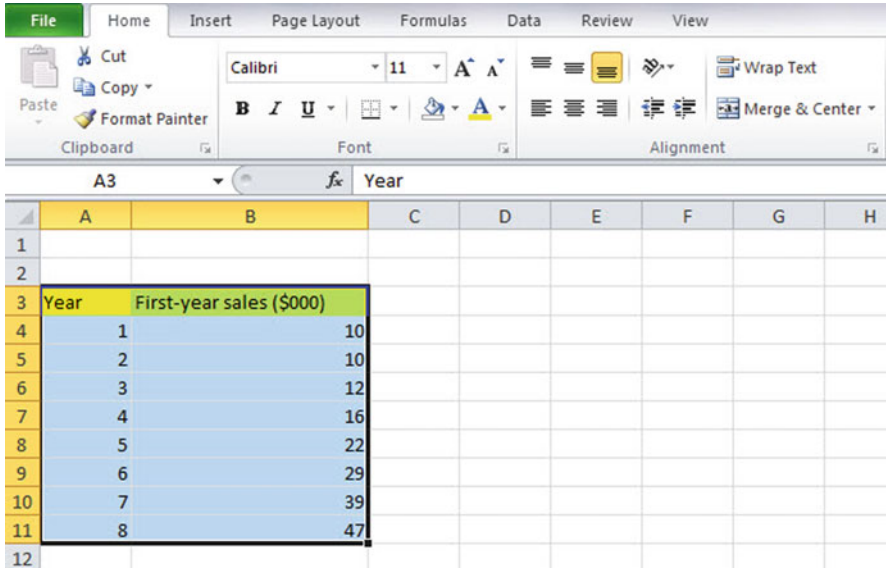 File Home Insert Page Layout Formulas Data Review View
Cut
Copy
Format Painter
Paste
Clipboard
Calibri 11 A A
B I U A
Font
Wrap Text
Merge & Center
Alignment
A3 fx Year
A B C D E F G H
1
2
3 Year First-year sales ($000)
4 1 10
5 2 10
6 3 12
7 4 16
8 5 22
9 6 29
10 7 39
11 8 47
12